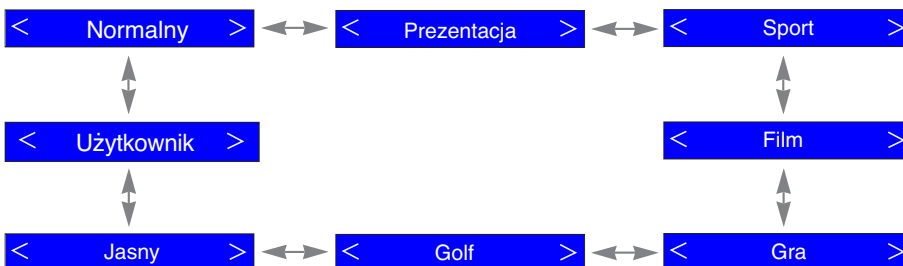 < Normalny > < Prezentacja > < Sport >
< Użytkownik > < Film >
< Jasny > < Golf > < Gra >